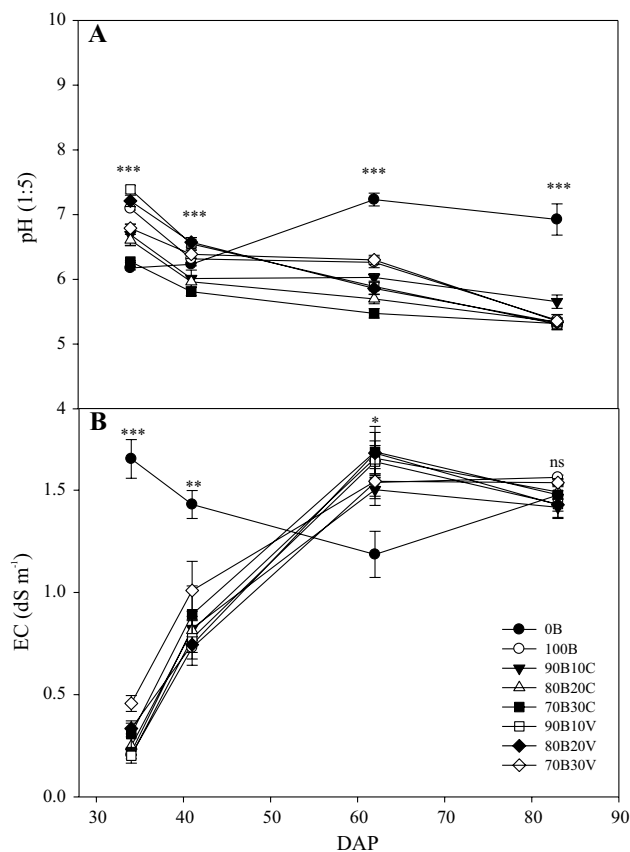 A
10
9
8
7
6
5
4
pH (1:5)
***
***
***
***
B
1.5
1.0
0.5
0.0
EC (dS m⁻¹)
***
**
*
ns
0B
100B
90B10C
80B20C
70B30C
90B10V
80B20V
70B30V
30 40 50 60 70 80 90
DAP